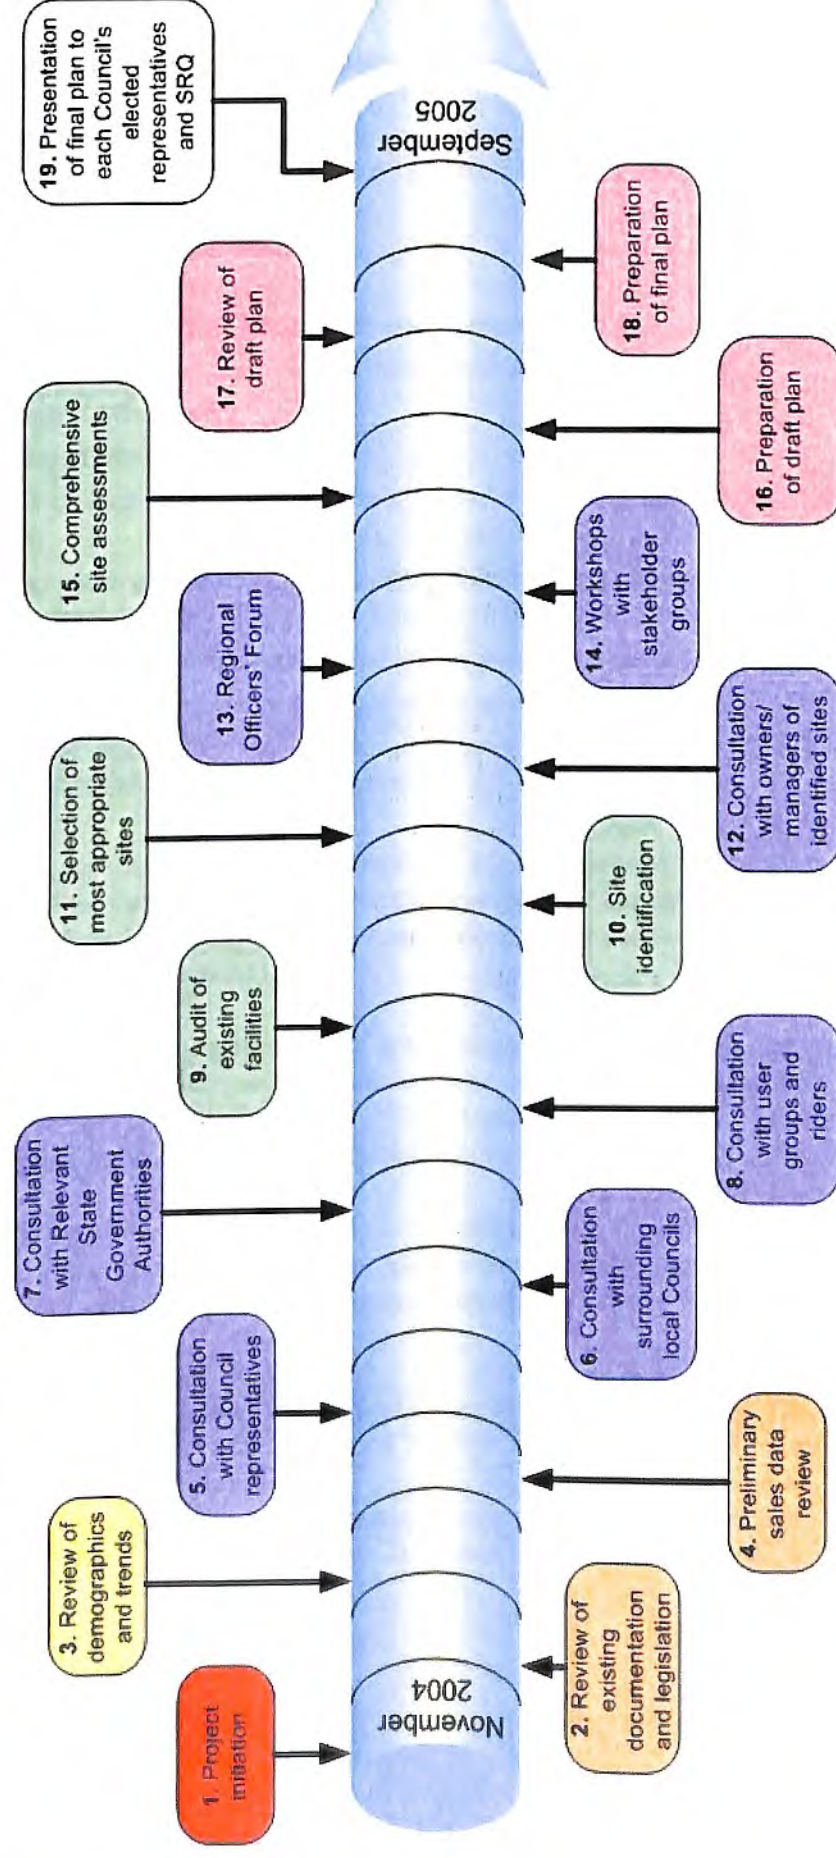 1. Project
initiation
2. Review of
existing
documentation
and legislation
3. Review of
demographics
and trends
4. Preliminary
sales data
review
5. Consultation
with Council
representatives
6. Consultation
with
surrounding
local Councils
7. Consultation
with Relevant
State
Government
Authorities
8. Consultation
with user
groups and
riders
9. Audit of
existing
facilities
10. Site
identification
11. Selection of
most appropriate
sites
12. Consultation
with owners/
managers of
identified sites
13. Regional
Officers' Forum
14. Workshops
with
stakeholder
groups
15. Comprehensive
site assessments
16. Preparation
of draft plan
17. Review of
draft plan
18. Preparation
of final plan
19. Presentation
of final plan to
each Council's
elected
representatives
and SRQ
November
2004
September
2005